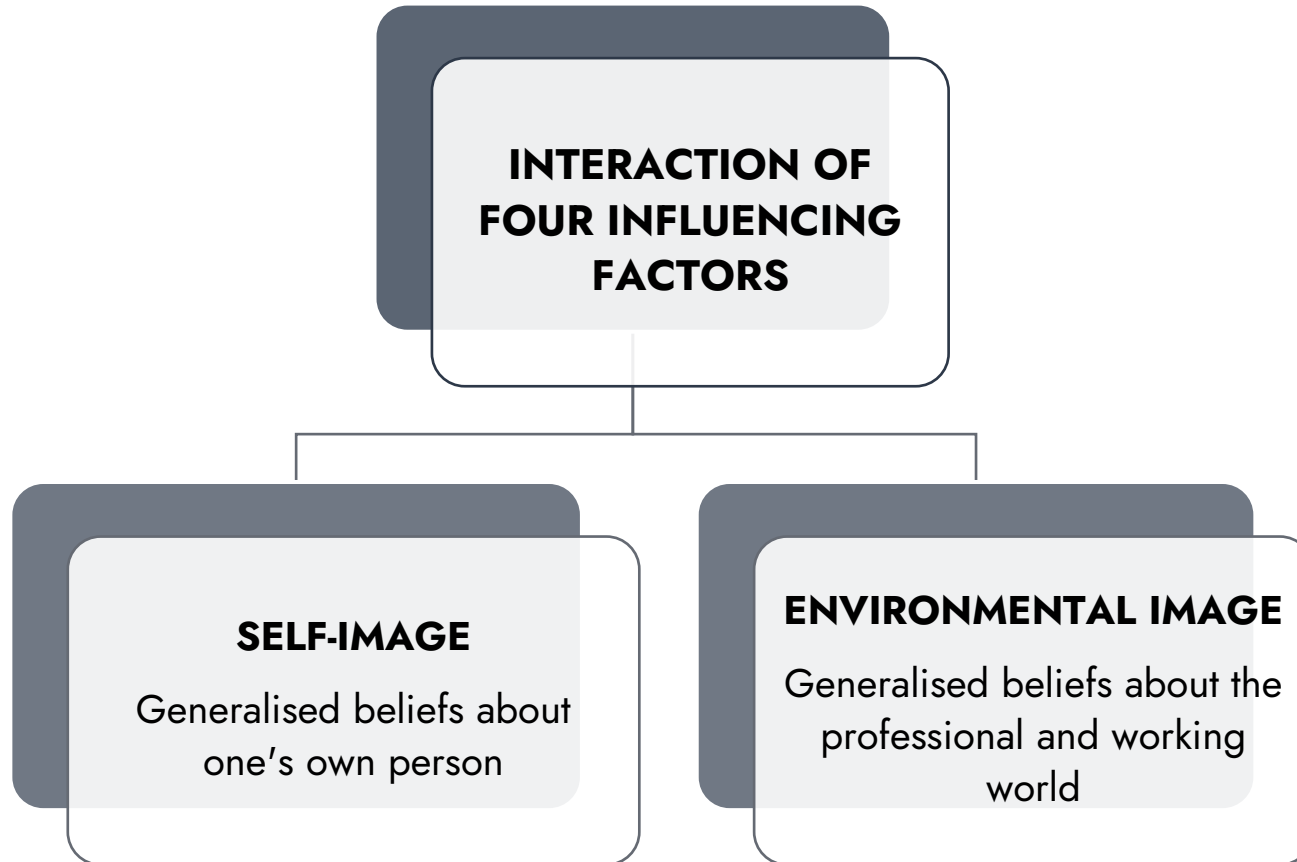 INTERACTION OF
FOUR INFLUENCING
FACTORS
SELF-IMAGE
Generalised beliefs about
one's own person
ENVIRONMENTAL IMAGE
Generalised beliefs about the
professional and working
world